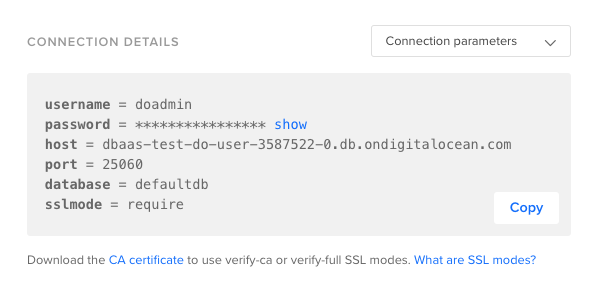 CONNECTION DETAILS
Connection parameters
username = doadmin
password = **************** show
host = dbaas-test-do-user-3587522-0.db.ondigitalocean.com
port = 25060
database = defaultdb
sslmode = require
Copy
Download the CA certificate to use verify-ca or verify-full SSL modes. What are SSL modes?